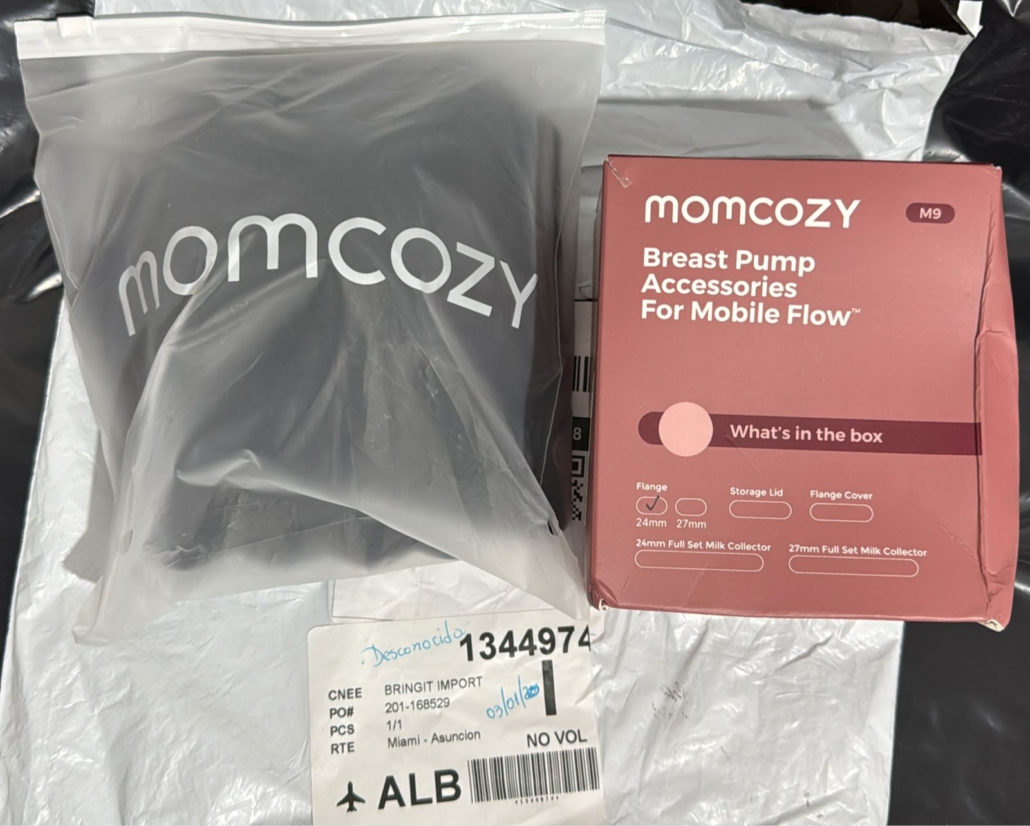 momcozy
momcozy
M9
Breast Pump
Accessories
For Mobile Flow™
What's in the box
Flange
24mm
27mm
Storage Lid
Flange Cover
24mm Full Set Milk Collector
27mm Full Set Milk Collector
8
Desconocido
1344974
CNEE BRINGIT IMPORT
PO# 201-168529
PCS 1/1
RTE Miami - Asuncion
NO VOL
ALB